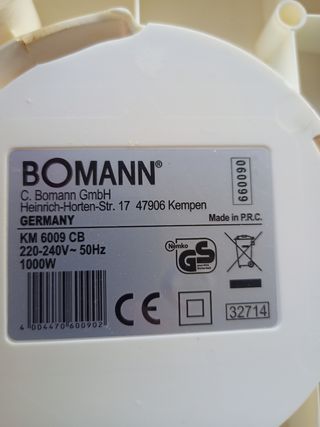 BOMANN®
C. Bomann GmbH
Heinrich-Horten-Str. 17 47906 Kempen
GERMANY
Made in P.R.C.
660090
KM 6009 CB
220-240V~ 50Hz
1000W
Nemko
GS
4 004470 600902
CE
32714